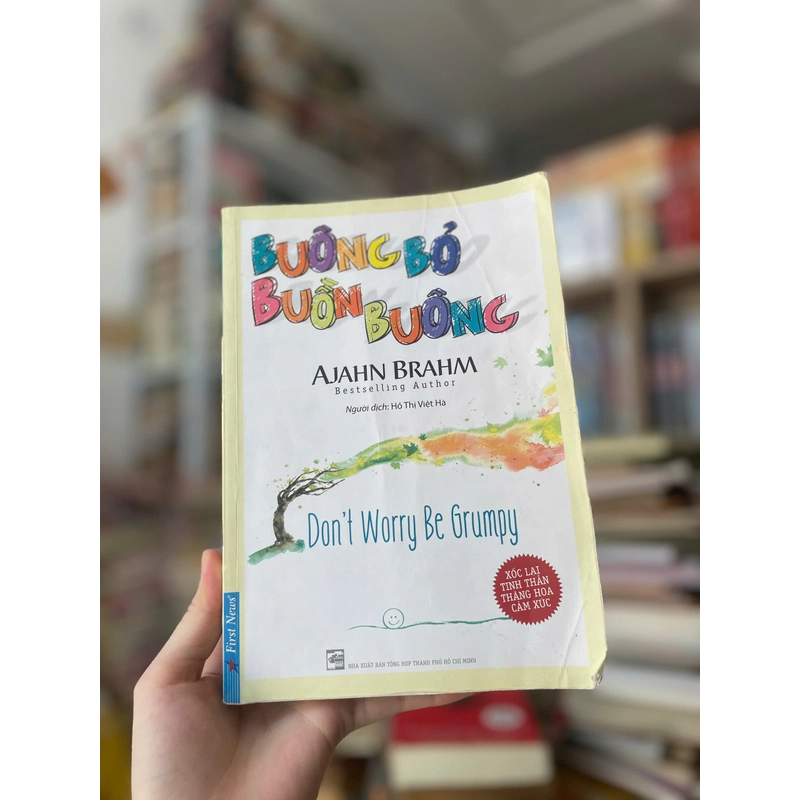 BUÔNG BỎ
BUỒN BUÔNG
AJAHN BRAHM
Bestselling Author
Người dịch: Hồ Thị Việt Hà
Don't Worry Be Grumpy
XỐC LẠI
TINH THẦN
THĂNG HOA
CẢM XÚC
First News
NHÀ XUẤT BẢN TỔNG HỢP THÀNH PHỐ HỒ CHÍ MINH